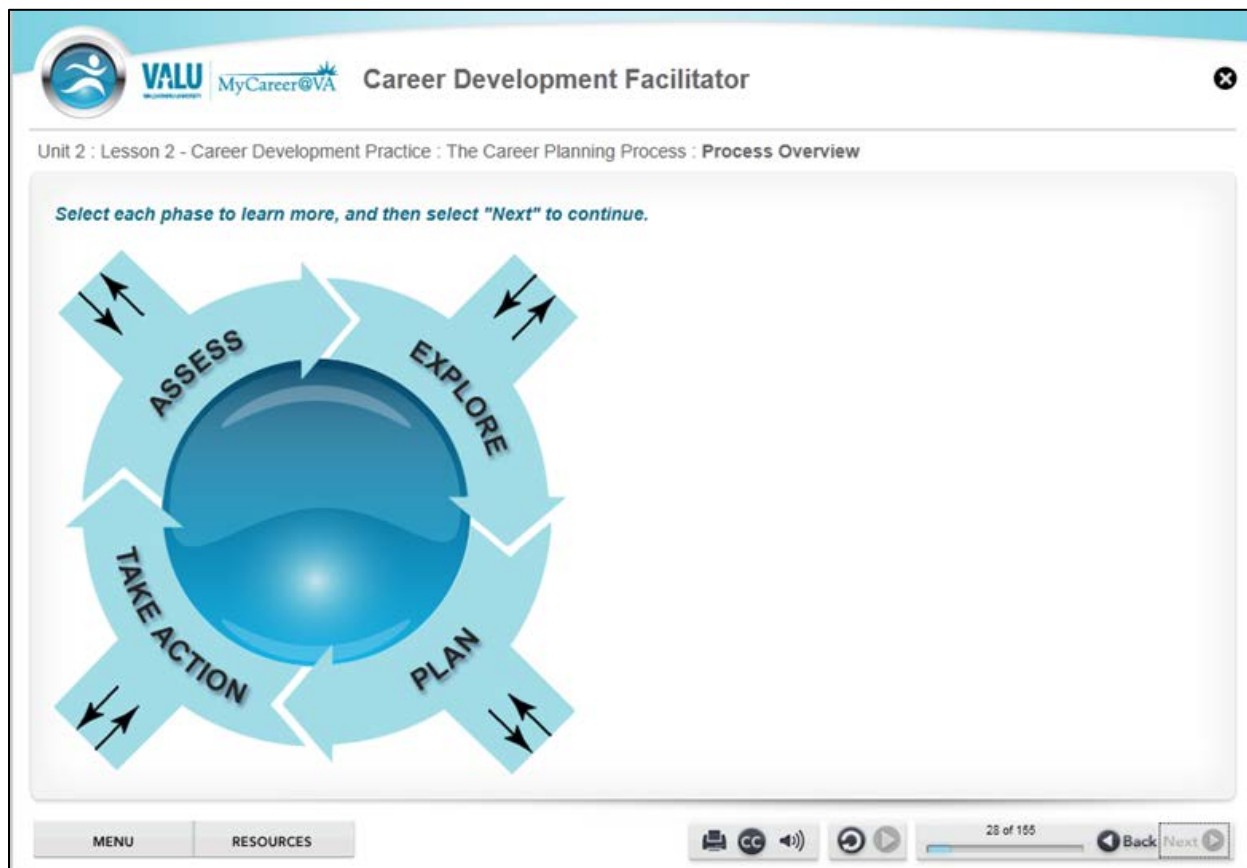 VALU MyCareer@VA Career Development Facilitator
Unit 2 : Lesson 2 - Career Development Practice : The Career Planning Process : Process Overview
Select each phase to learn more, and then select "Next" to continue.
ASSESS
EXPLORE
TAKE ACTION
PLAN
MENU RESOURCES CC 28 of 155 Back Next